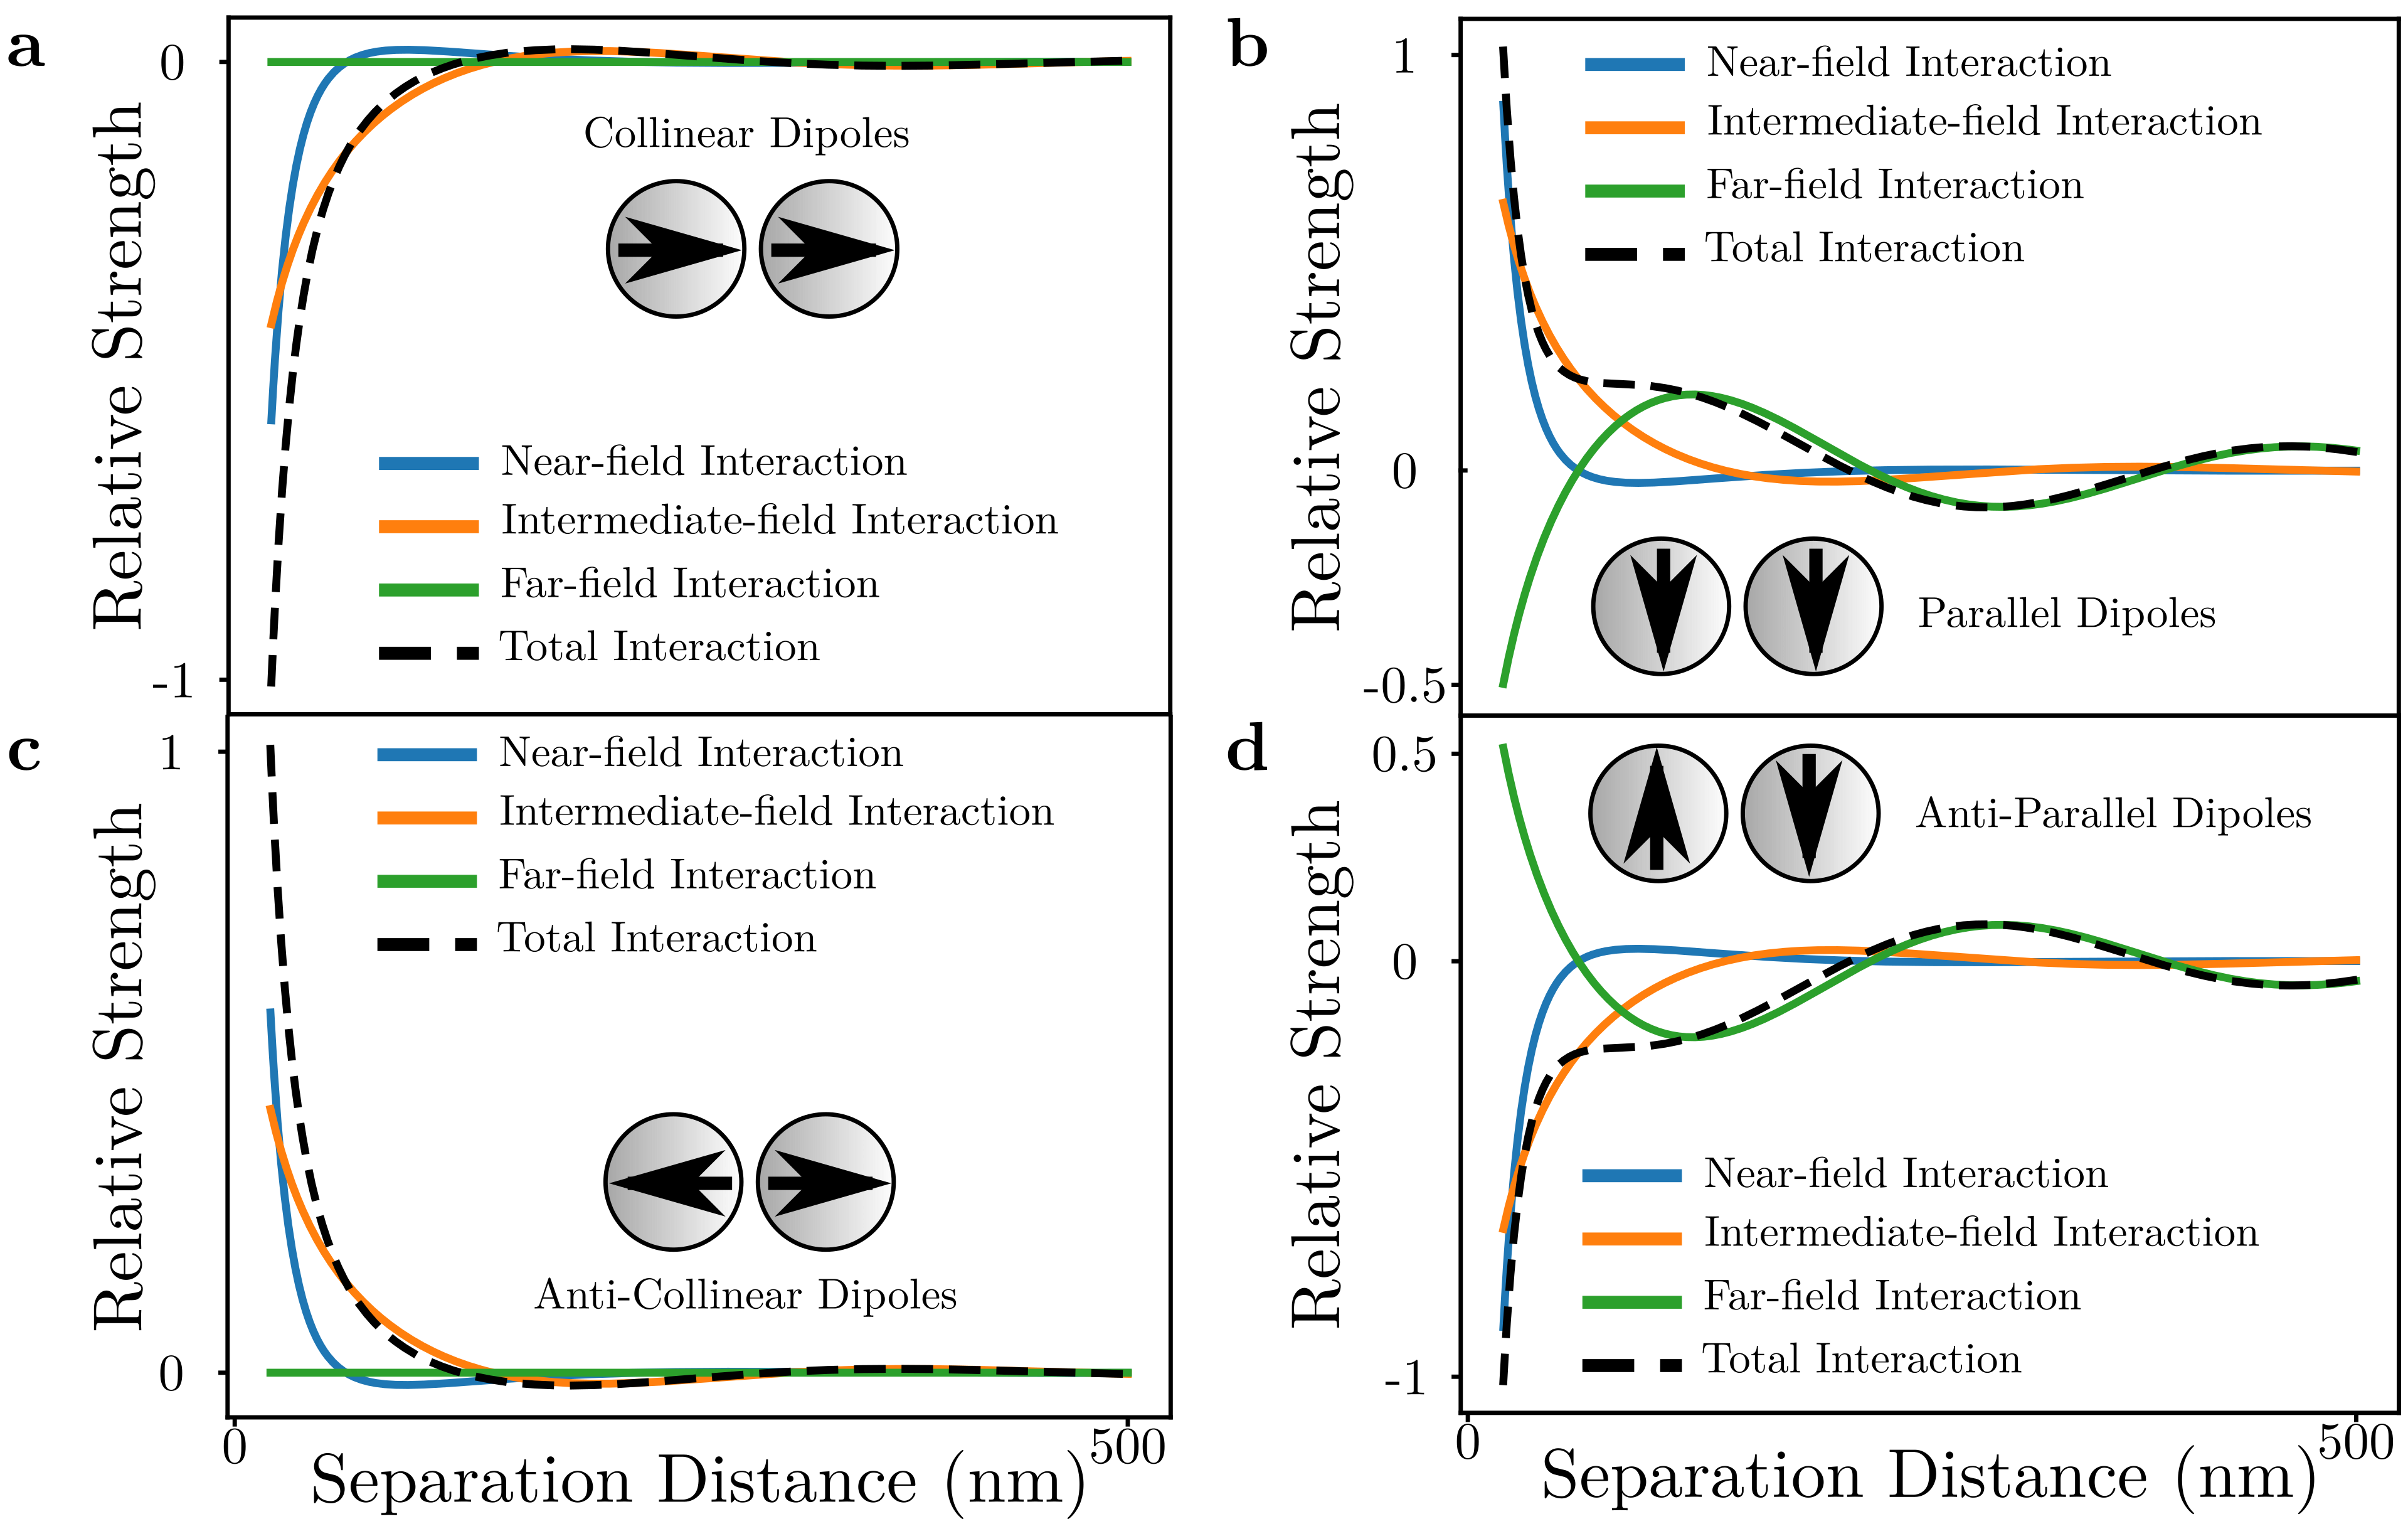 a
0
Collinear Dipoles
Relative Strength
Near-field Interaction
Intermediate-field Interaction
Far-field Interaction
Total Interaction
-1
b
1
Near-field Interaction
Intermediate-field Interaction
Far-field Interaction
Total Interaction
Relative Strength
0
Parallel Dipoles
-0.5
c
1
Near-field Interaction
Intermediate-field Interaction
Far-field Interaction
Total Interaction
Relative Strength
Anti-Collinear Dipoles
0
0
500
Separation Distance (nm)
d
0.5
Anti-Parallel Dipoles
Relative Strength
0
Near-field Interaction
Intermediate-field Interaction
Far-field Interaction
Total Interaction
-1
0
500
Separation Distance (nm)